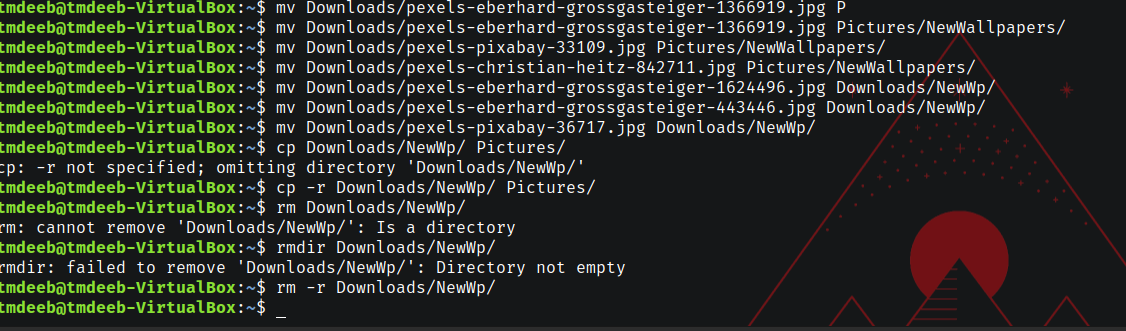 tmdeeb@tmdeeb-VirtualBox:~$ mv Downloads/pexels-eberhard-grossgasteiger-1366919.jpg P
tmdeeb@tmdeeb-VirtualBox:~$ mv Downloads/pexels-eberhard-grossgasteiger-1366919.jpg Pictures/NewWallpapers/
tmdeeb@tmdeeb-VirtualBox:~$ mv Downloads/pexels-pixabay-33109.jpg Pictures/NewWallpapers/
tmdeeb@tmdeeb-VirtualBox:~$ mv Downloads/pexels-christian-heitz-842711.jpg Pictures/NewWallpapers/
tmdeeb@tmdeeb-VirtualBox:~$ mv Downloads/pexels-eberhard-grossgasteiger-1624496.jpg Downloads/NewWp/
tmdeeb@tmdeeb-VirtualBox:~$ mv Downloads/pexels-eberhard-grossgasteiger-443446.jpg Downloads/NewWp/
tmdeeb@tmdeeb-VirtualBox:~$ mv Downloads/pexels-pixabay-36717.jpg Downloads/NewWp/
tmdeeb@tmdeeb-VirtualBox:~$ cp Downloads/NewWp/ Pictures/
cp: -r not specified; omitting directory 'Downloads/NewWp/'
tmdeeb@tmdeeb-VirtualBox:~$ cp -r Downloads/NewWp/ Pictures/
tmdeeb@tmdeeb-VirtualBox:~$ rm Downloads/NewWp/
rm: cannot remove 'Downloads/NewWp/': Is a directory
tmdeeb@tmdeeb-VirtualBox:~$ rmdir Downloads/NewWp/
rmdir: failed to remove 'Downloads/NewWp/': Directory not empty
tmdeeb@tmdeeb-VirtualBox:~$ rm -r Downloads/NewWp/
tmdeeb@tmdeeb-VirtualBox:~$ _